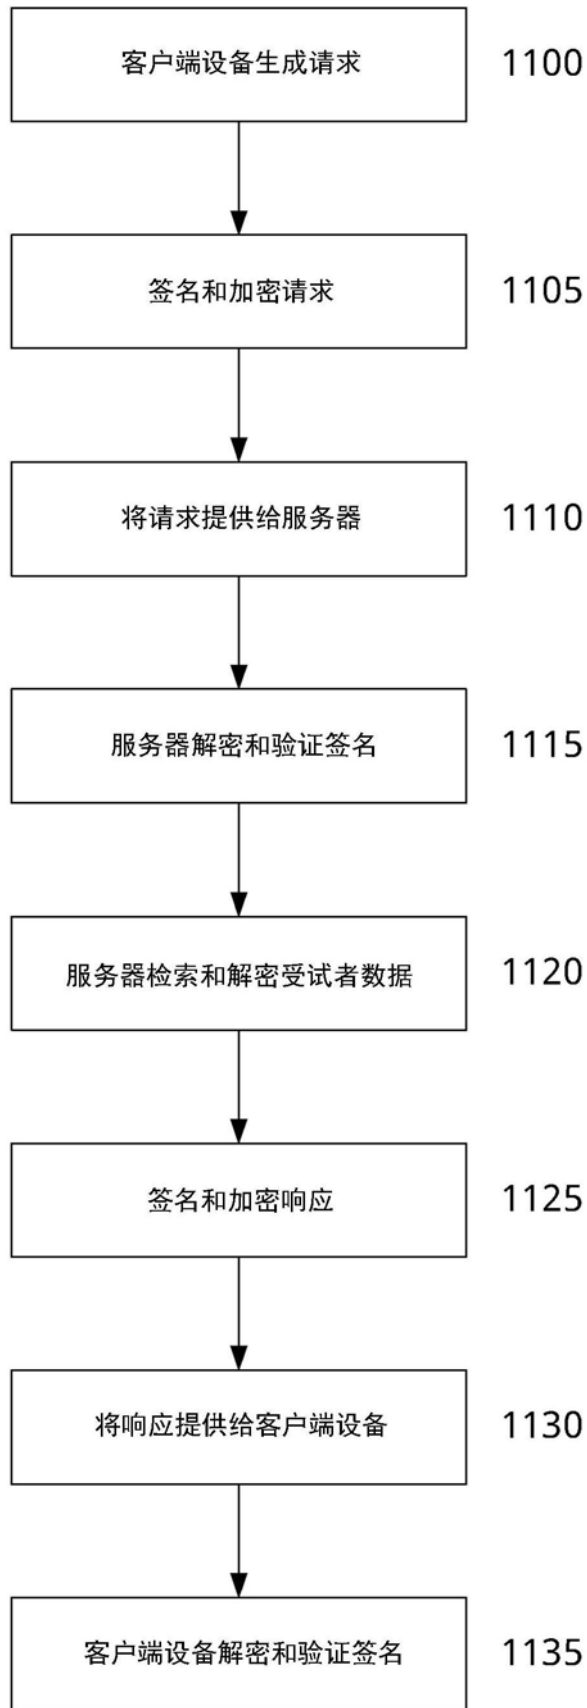 客户端设备生成请求 1100
签名和加密请求 1105
将请求提供给服务器 1110
服务器解密和验证签名 1115
服务器检索和解密受试者数据 1120
签名和加密响应 1125
将响应提供给客户端设备 1130
客户端设备解密和验证签名 1135